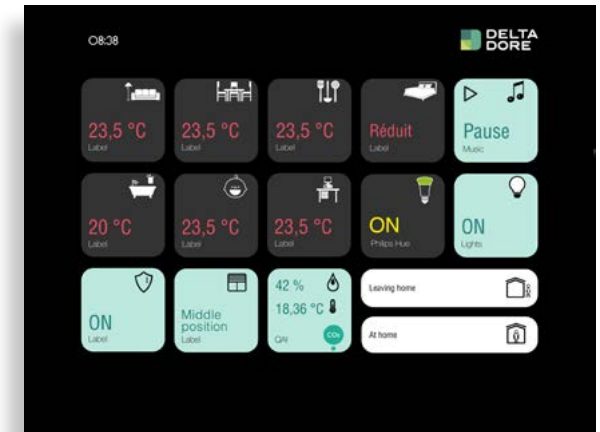 08:38
DELTA
DORE
23,5 °C
Label
23,5 °C
Label
23,5 °C
Label
Réduit
Label
Pause
Music
20 °C
Label
23,5 °C
Label
23,5 °C
Label
ON
Philips Hue
ON
Lights
ON
Label
Middle
position
Label
42 %
18,36 °C
QAI
CO₂
Leaving home
At home